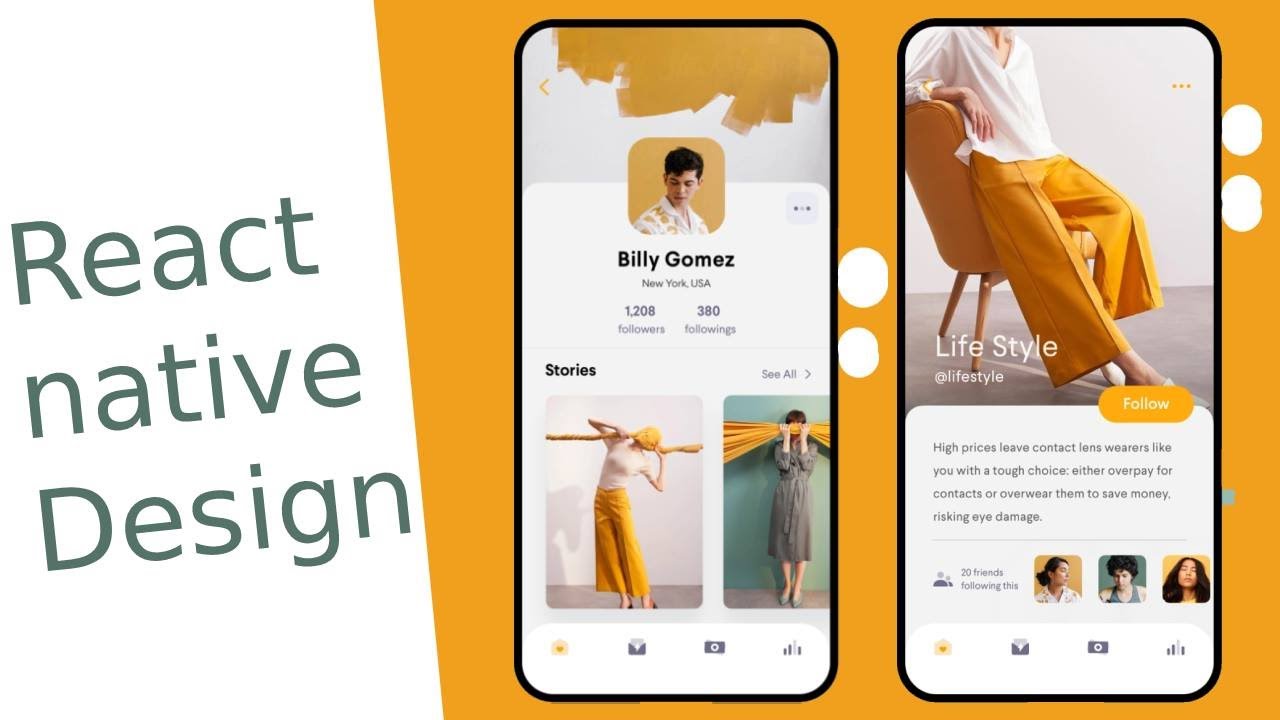 React
native
Design
Billy Gomez
New York, USA
1,208 380
followers followings
Stories See All
Life Style
@lifestyle
Follow
High prices leave contact lens wearers like
you with a tough choice: either overpay for
contacts or overwear them to save money,
risking eye damage.
20 friends
following this